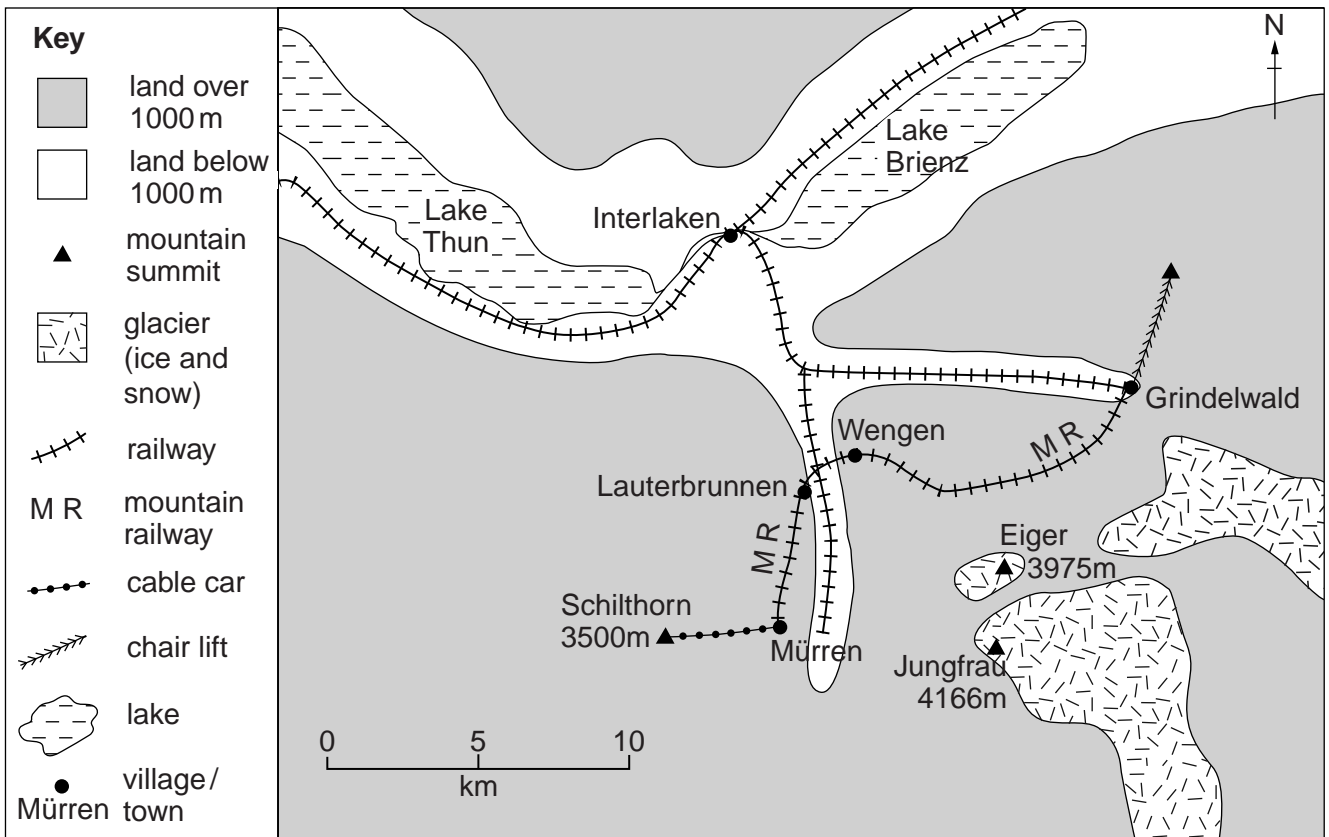 Key
land over
1000 m
land below
1000 m
mountain
summit
glacier
(ice and
snow)
railway
M R
mountain
railway
cable car
chair lift
lake
Mürren
village /
town
N
Lake
Brienz
Interlaken
Lake
Thun
Grindelwald
Wengen
M R
Lauterbrunnen
M R
Eiger
3975m
Schilthorn
3500m
Mürren
Jungfrau
4166m
0
5
10
km